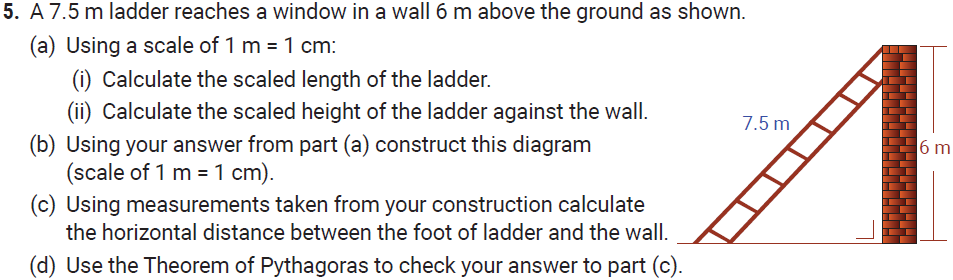 5. A 7.5 m ladder reaches a window in a wall 6 m above the ground as shown.
(a) Using a scale of 1 m = 1 cm:
(i) Calculate the scaled length of the ladder.
(ii) Calculate the scaled height of the ladder against the wall.
(b) Using your answer from part (a) construct this diagram
(scale of 1 m = 1 cm).
(c) Using measurements taken from your construction calculate
the horizontal distance between the foot of ladder and the wall.
(d) Use the Theorem of Pythagoras to check your answer to part (c).
7.5 m
6 m